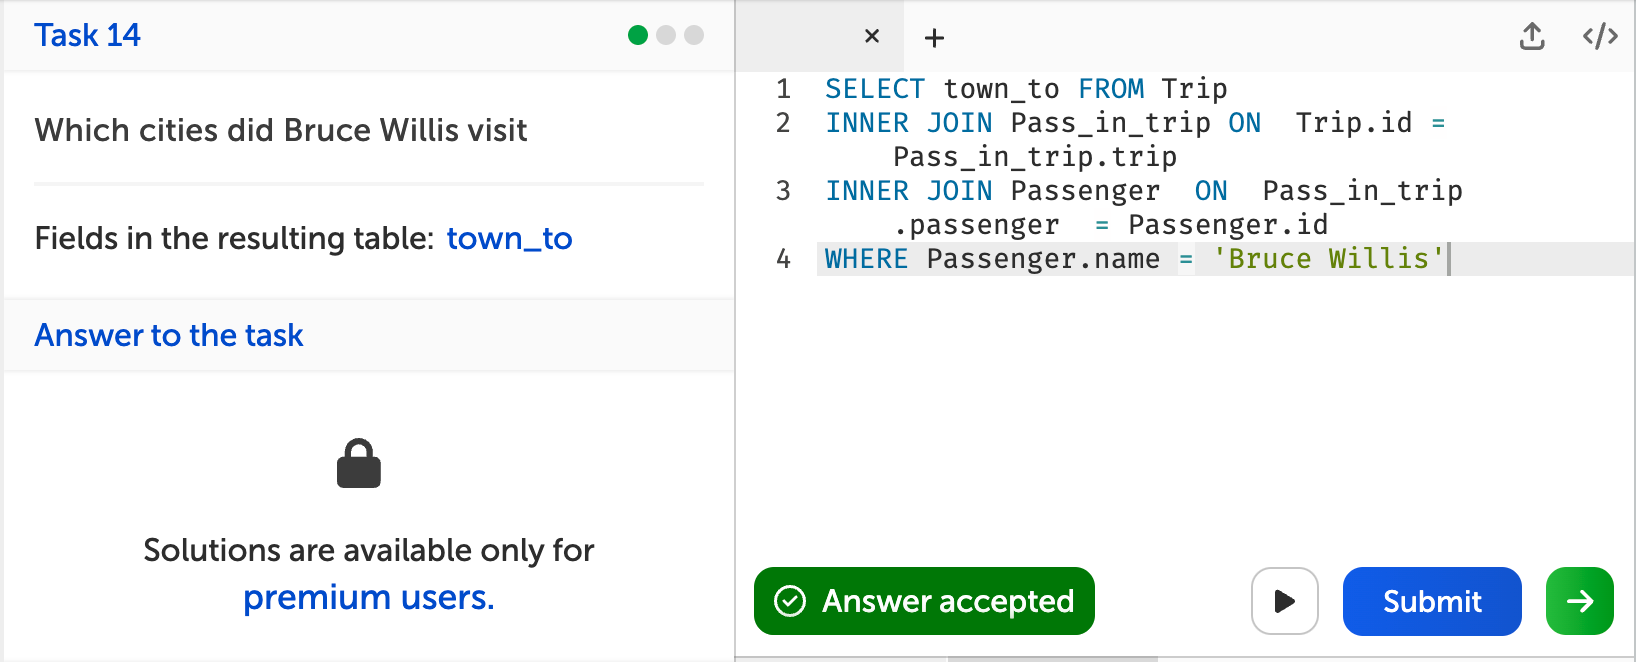 Task 14
Which cities did Bruce Willis visit
Fields in the resulting table: town_to
Answer to the task
Solutions are available only for
premium users.
1 SELECT town_to FROM Trip
2 INNER JOIN Pass_in_trip ON  Trip.id =
Pass_in_trip.trip
3 INNER JOIN Passenger  ON  Pass_in_trip
.passenger  = Passenger.id
4 WHERE Passenger.name = 'Bruce Willis'
Answer accepted
Submit